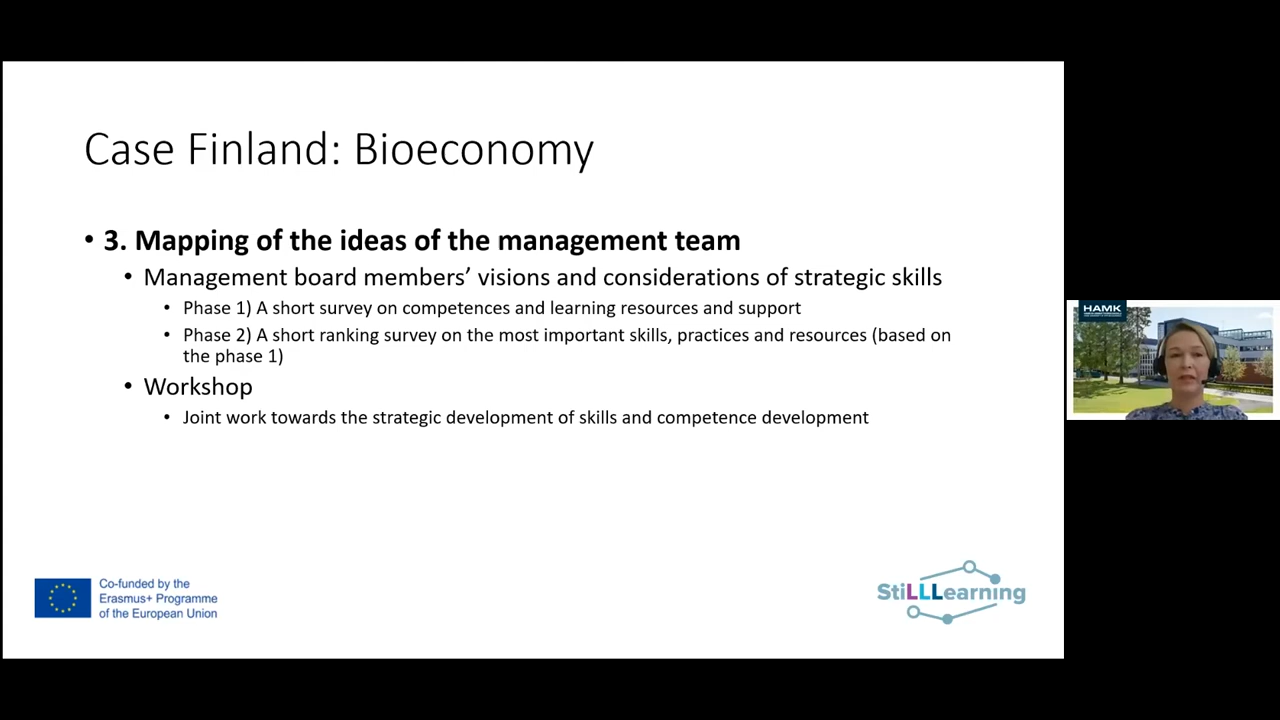 Case Finland: Bioeconomy
• 3. Mapping of the ideas of the management team
• Management board members’ visions and considerations of strategic skills
• Phase 1) A short survey on competences and learning resources and support
• Phase 2) A short ranking survey on the most important skills, practices and resources (based on
the phase 1)
• Workshop
• Joint work towards the strategic development of skills and competence development
Co-funded by the
Erasmus+ Programme
of the European Union
StiLLLearning
HAMK